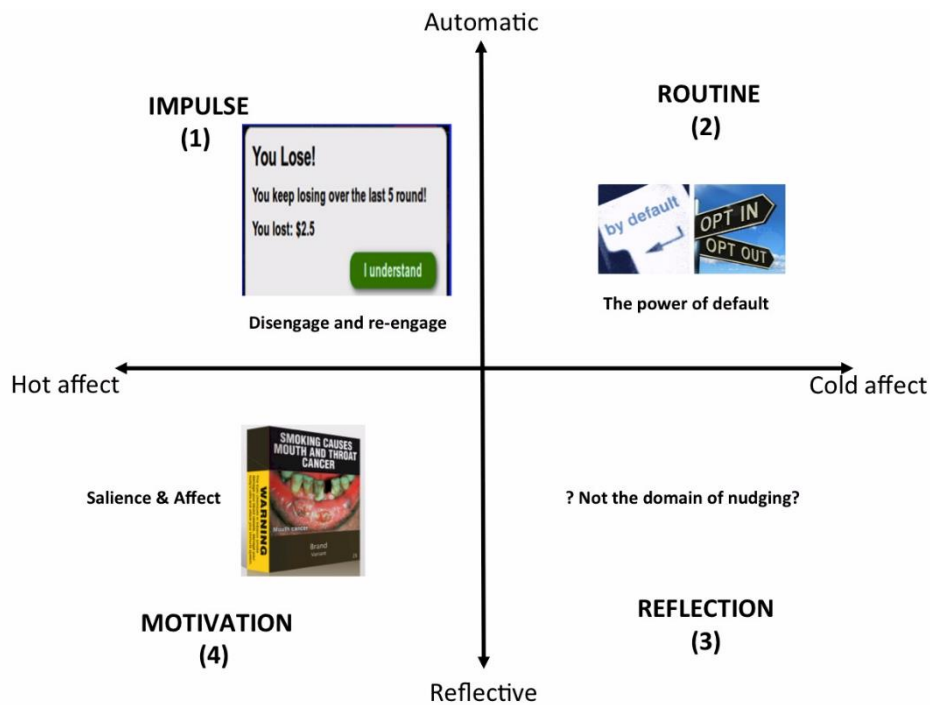 Automatic
IMPULSE
(1)
You Lose!
You keep losing over the last 5 round!
You lost: $2.5
I understand
Disengage and re-engage
ROUTINE
(2)
by default
OPT IN
OPT OUT
The power of default
Hot affect
Cold affect
Salience & Affect
SMOKING CAUSES
MOUTH AND THROAT
CANCER
WARNING
Mouth cancer
Brand
Variant
? Not the domain of nudging?
MOTIVATION
(4)
REFLECTION
(3)
Reflective